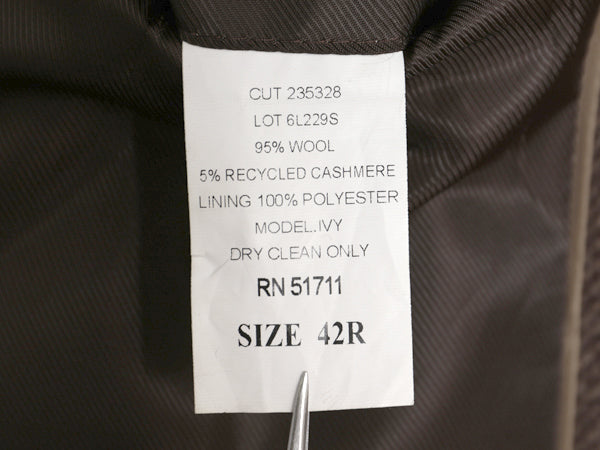 CUT 235328
LOT 6L229S
95% WOOL
5% RECYCLED CASHMERE
LINING 100% POLYESTER
MODEL.IVY
DRY CLEAN ONLY
RN 51711
SIZE 42R